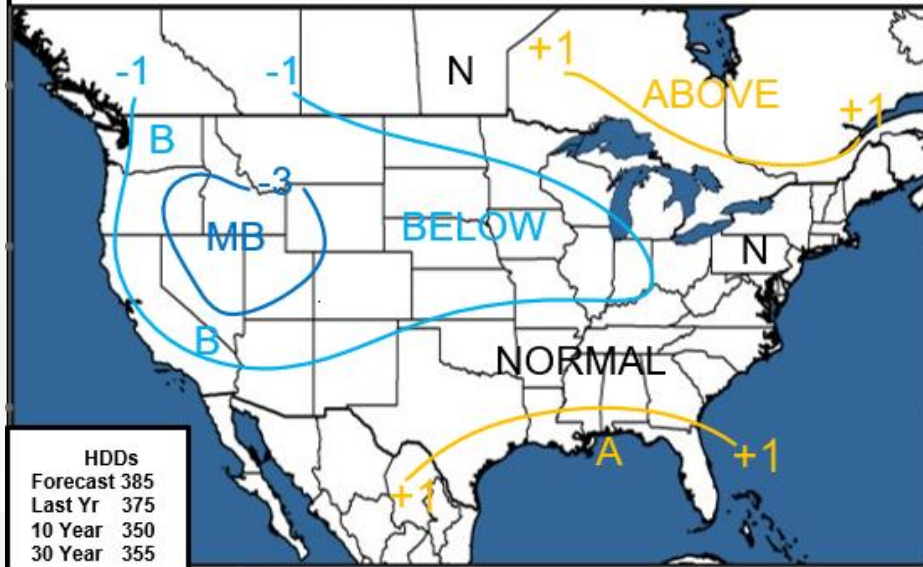 +1
-1
-1
N
ABOVE
+1
B
-3
MB
BELOW
N
B
NORMAL
A
+1
+1
HDDs
Forecast 385
Last Yr 375
10 Year 350
30 Year 355